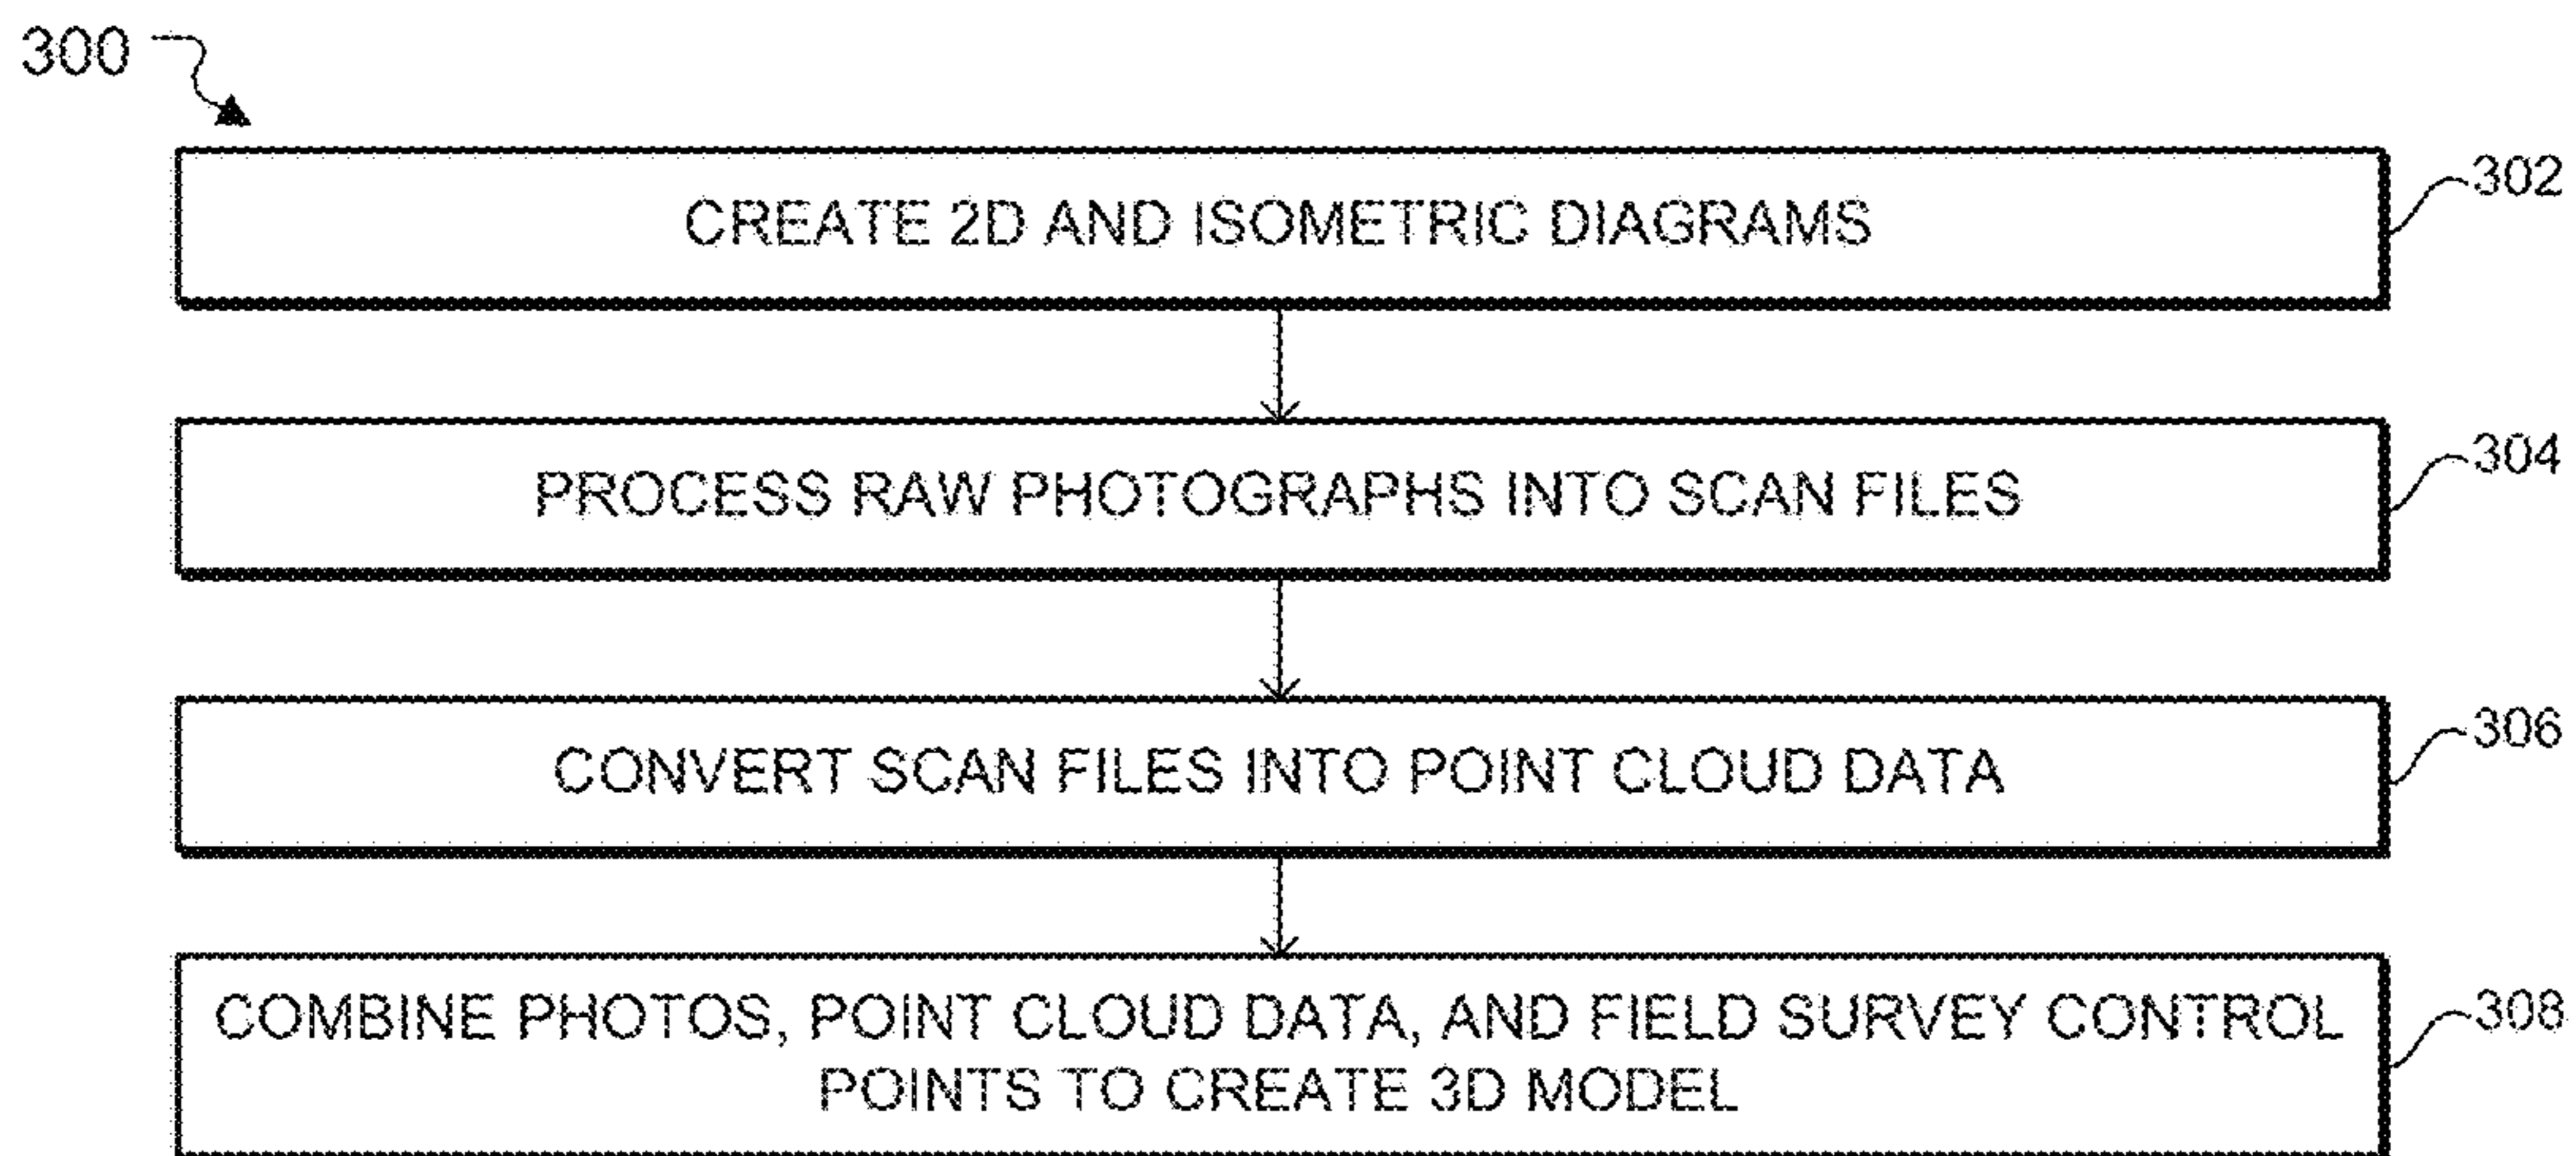 300
CREATE 2D AND ISOMETRIC DIAGRAMS
302
PROCESS RAW PHOTOGRAPHS INTO SCAN FILES
304
CONVERT SCAN FILES INTO POINT CLOUD DATA
306
COMBINE PHOTOS, POINT CLOUD DATA, AND FIELD SURVEY CONTROL
POINTS TO CREATE 3D MODEL
308